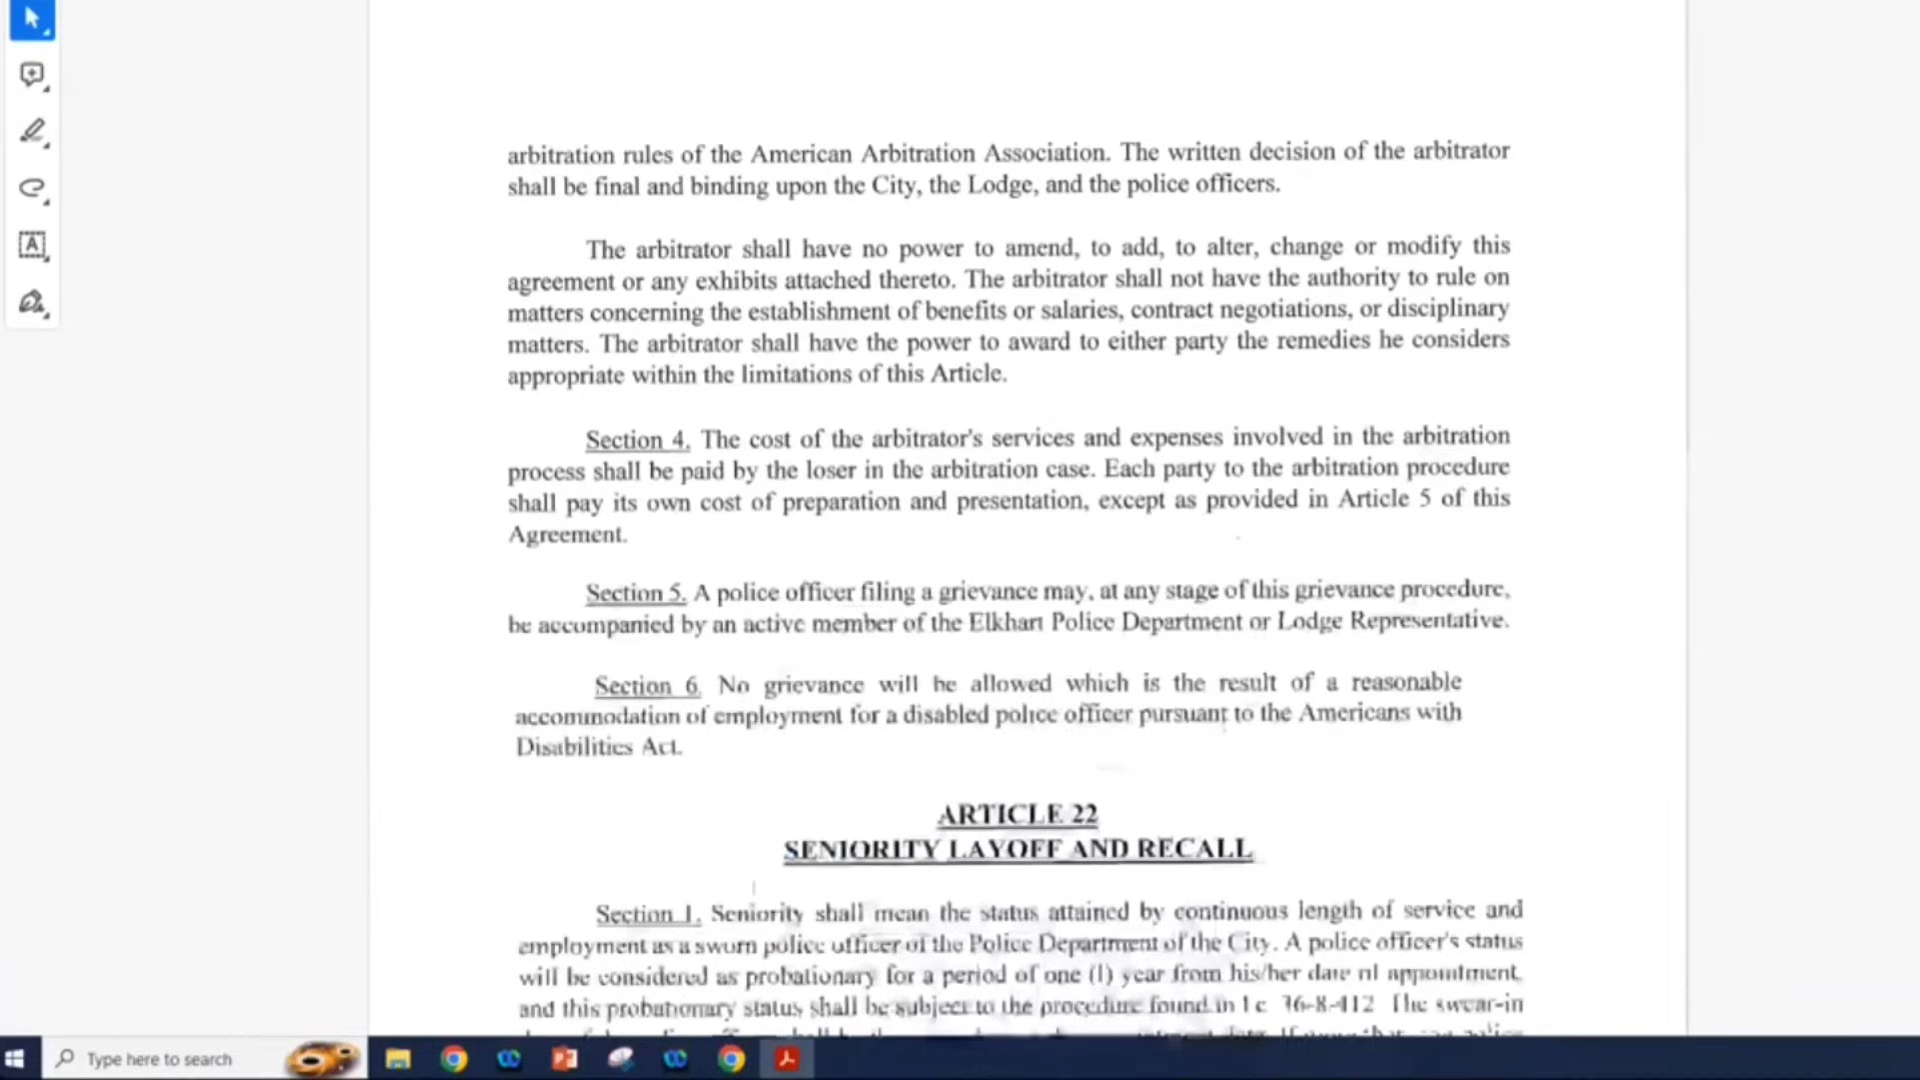 arbitration rules of the American Arbitration Association. The written decision of the arbitrator
shall be final and binding upon the City, the Lodge, and the police officers.
The arbitrator shall have no power to amend, to add, to alter, change or modify this
agreement or any exhibits attached thereto. The arbitrator shall not have the authority to rule on
matters concerning the establishment of benefits or salaries, contract negotiations, or disciplinary
matters. The arbitrator shall have the power to award to either party the remedies he considers
appropriate within the limitations of this Article.
Section 4. The cost of the arbitrator's services and expenses involved in the arbitration
process shall be paid by the loser in the arbitration case. Each party to the arbitration procedure
shall pay its own cost of preparation and presentation, except as provided in Article 5 of this
Agreement.
Section 5. A police officer filing a grievance may, at any stage of this grievance procedure,
be accompanied by an active member of the Elkhart Police Department or Lodge Representative.
Section 6. No grievance will be allowed which is the result of a reasonable
accommodation of employment for a disabled police officer pursuant to the Americans with
Disabilities Act.
ARTICLE 22
SENIORITY LAYOFF AND RECALL
Section 1. Seniority shall mean the status attained by continuous length of service and
employment as a sworn police officer of the Police Department of the City. A police officer's status
will be considered as probationary for a period of one (1) year from his/her date of appointment,
and this probationary status shall be subject to the procedure found in 36-8-412 The swear-in
Type here to search